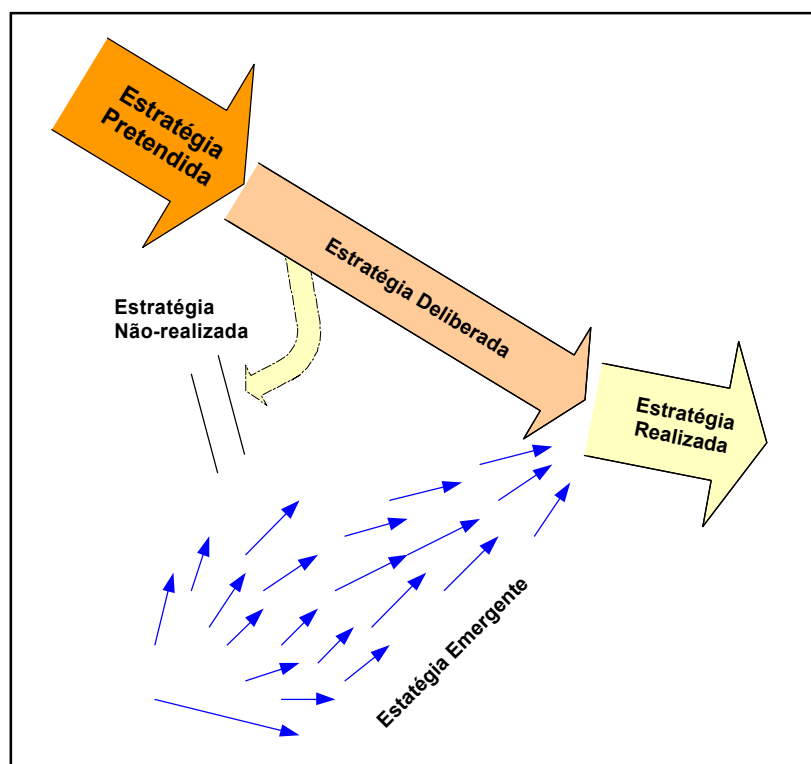 Estratégia
Pretendida
Estratégia Deliberada
Estratégia
Não-realizada
Estratégia
Realizada
Estatégia Emergente